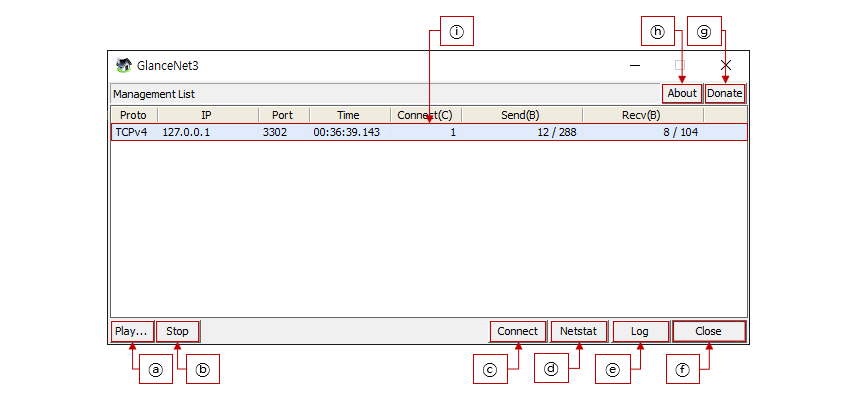 ⓘ ⓗ ⓖ
GlanceNet3
Management List About Donate
Proto IP Port Time Connect(C) Send(B) Recv(B)
TCPv4 127.0.0.1 3302 00:36:39.143 1 12 / 288 8 / 104
Play... Stop Connect Netstat Log Close
ⓐ ⓑ ⓒ ⓓ ⓔ ⓕ